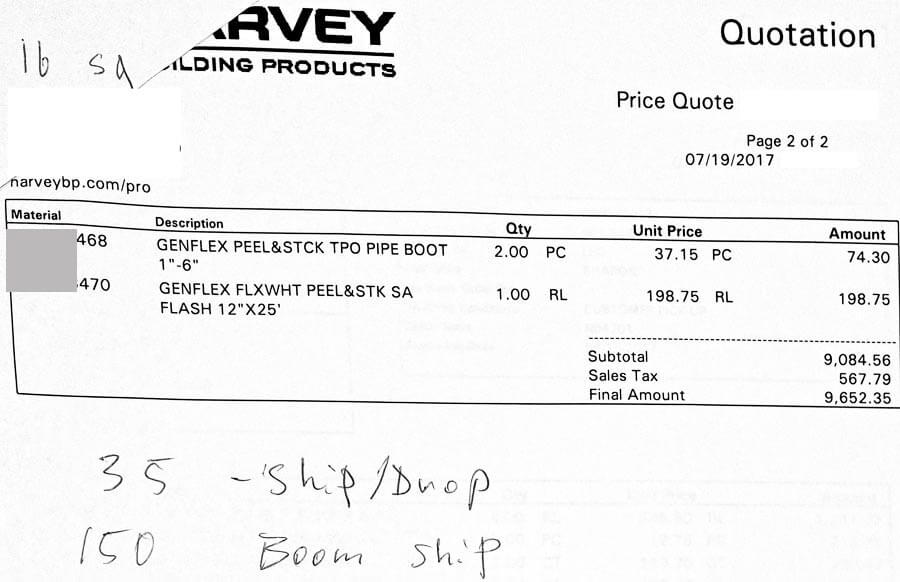 ARVEY
Quotation
16 sq
ILDING PRODUCTS
Price Quote
Page 2 of 2
07/19/2017
harveybp.com/pro
Material Description Qty Unit Price Amount
468 GENFLEX PEEL&STCK TPO PIPE BOOT 2.00 PC 37.15 PC 74.30
1"-6"
470 GENFLEX FLXWHT PEEL&STK SA 1.00 RL 198.75 RL 198.75
FLASH 12"X25'
Subtotal 9,084.56
Sales Tax 567.79
Final Amount 9,652.35
35 - Ship/Drop
150 Boom ship